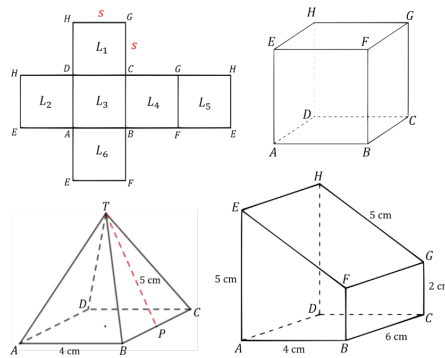 H s G
L₁ s
H D C G H
L₂ L₃ L₄ L₅
E A B F E
L₆
E F
H G
E F
D C
A B
T
5 cm
D C
P
A B
4 cm
H
E 5 cm
G
F
5 cm 2 c
D C
A B 6 cm
4 cm